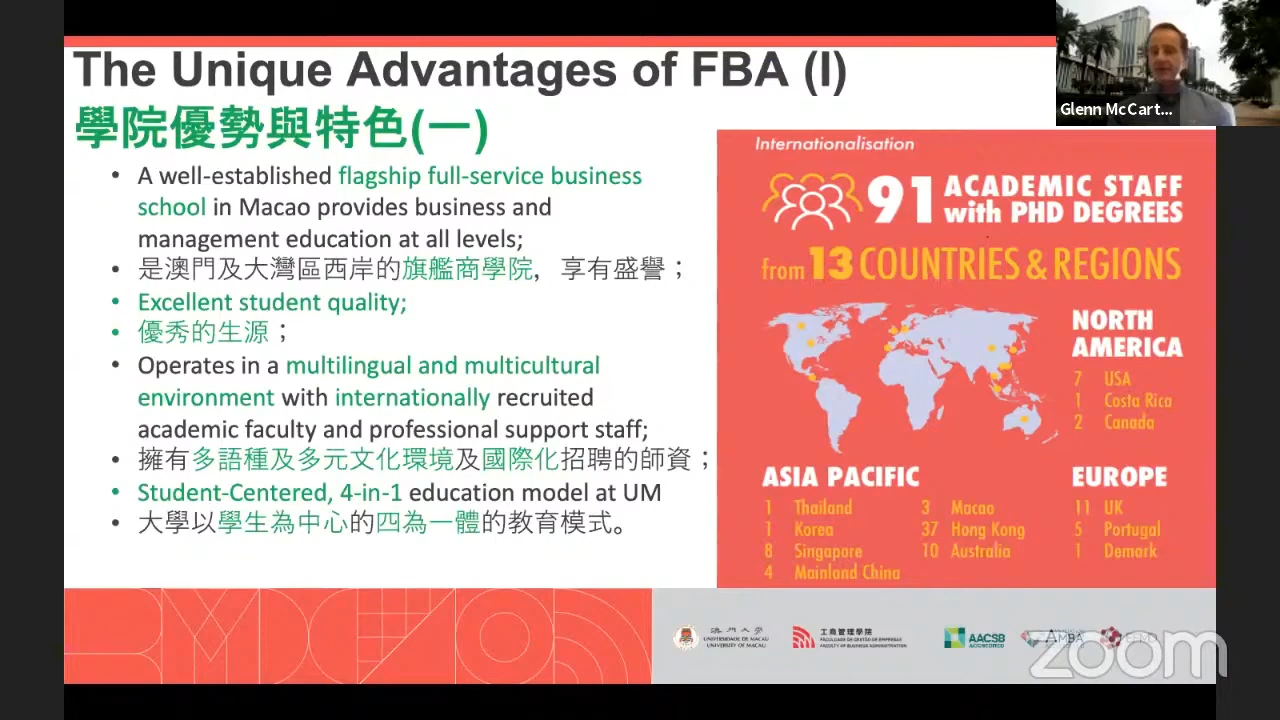 The Unique Advantages of FBA (I)
學院優勢與特色(一)
• A well-established flagship full-service business
school in Macao provides business and
management education at all levels;
• 是澳門及大灣區西岸的旗艦商學院，享有盛譽；
• Excellent student quality;
• 優秀的生源；
• Operates in a multilingual and multicultural
environment with internationally recruited
academic faculty and professional support staff;
• 擁有多語種及多元文化環境及國際化招聘的師資；
• Student-Centered, 4-in-1 education model at UM
• 大學以學生為中心的四為一體的教育模式。
Glenn McCart...
Internationalisation
91 ACADEMIC STAFF
with PHD DEGREES
from 13 COUNTRIES & REGIONS
NORTH
AMERICA
7 USA
1 Costa Rica
2 Canada
ASIA PACIFIC
1 Thailand
1 Korea
8 Singapore
4 Mainland China
3 Macao
37 Hong Kong
10 Australia
EUROPE
11 UK
5 Portugal
1 Demark
澳門大學
UNIVERSIDADE DE MACAU
UNIVERSITY OF MACAU
工商管理學院
FACULDADE DE GESTÃO DE EMPRESAS
FACULTY OF BUSINESS ADMINISTRATION
AACSB
ACCREDITED
AMBA
zoom